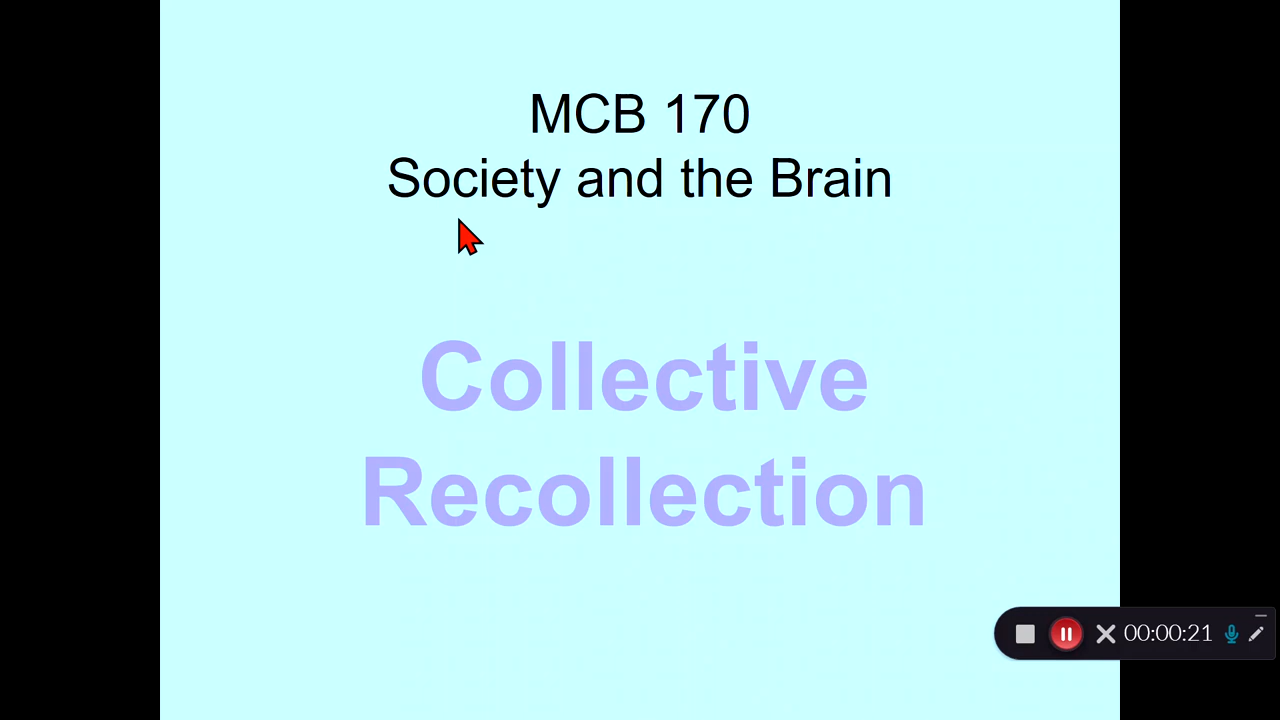 MCB 170
Society and the Brain
Collective
Recollection
00:00:21